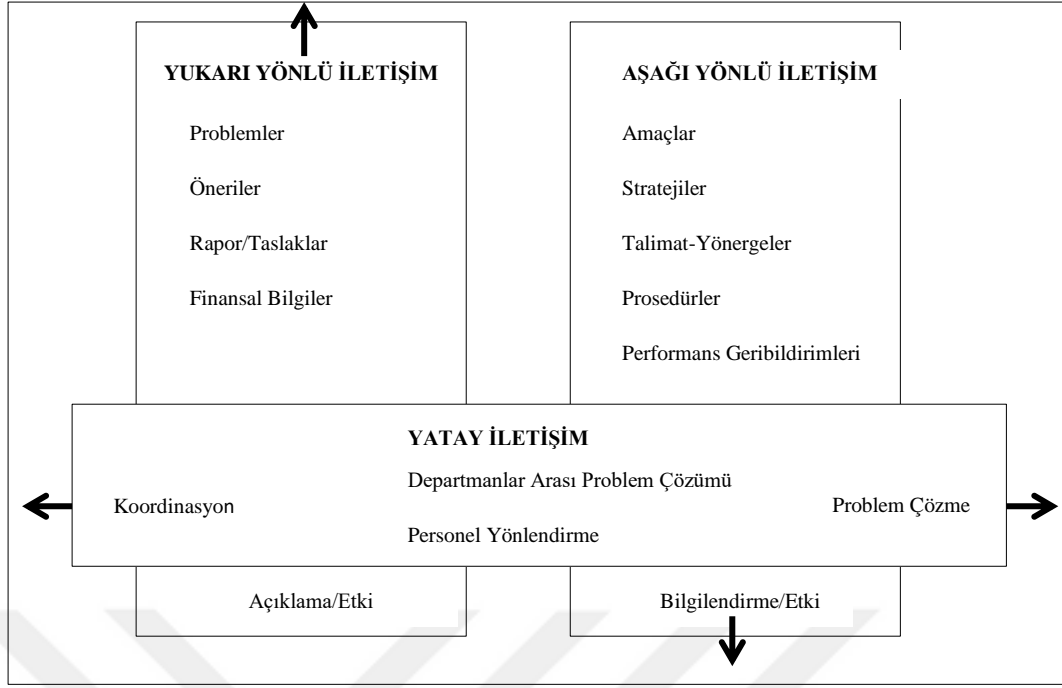 YUKARI YÖNLÜ İLETİŞİM
Problemler
Öneriler
Rapor/Taslaklar
Finansal Bilgiler
AŞAĞI YÖNLÜ İLETİŞİM
Amaçlar
Stratejiler
Talimat-Yönergeler
Prosedürler
Performans Geribildirimleri
YATAY İLETİŞİM
Departmanlar Arası Problem Çözümü
Koordinasyon
Problem Çözme
Personel Yönlendirme
Açıklama/Etki
Bilgilendirme/Etki